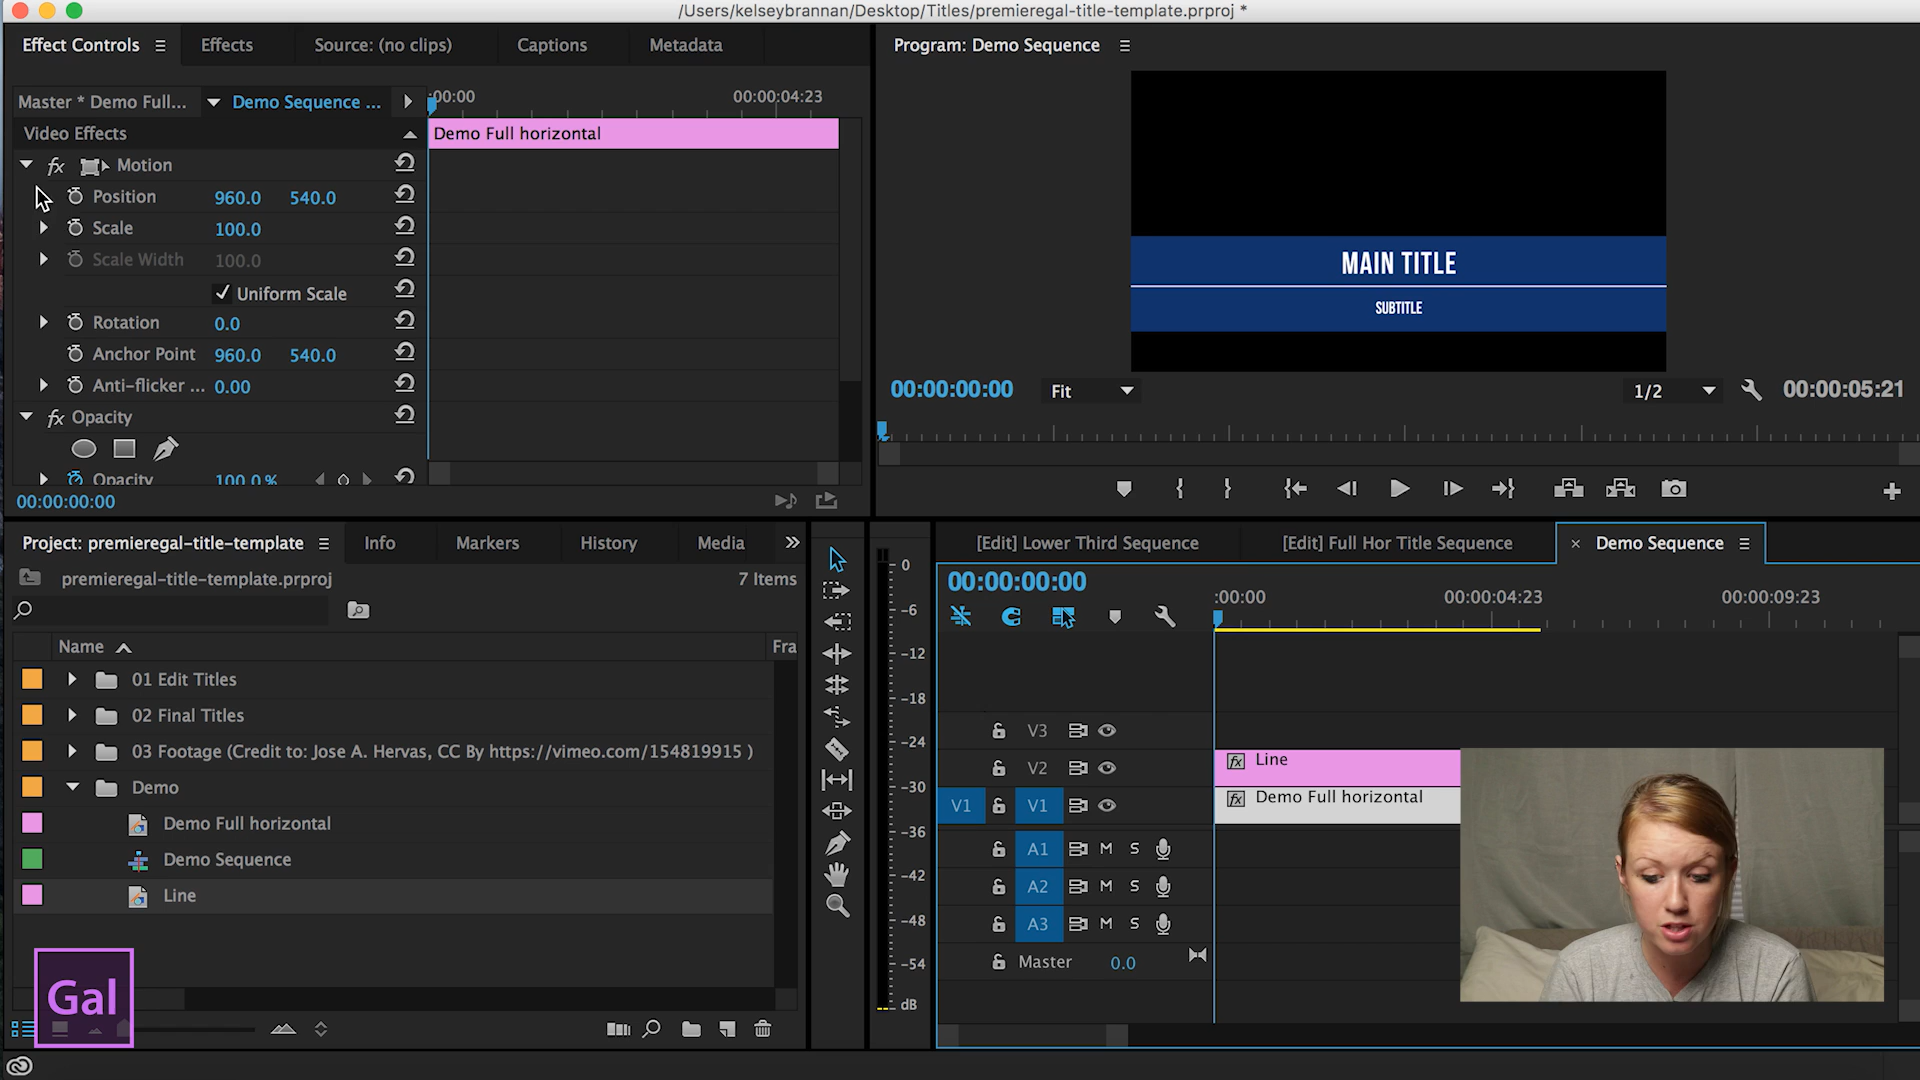 /Users/kelseybrannan/Desktop/Titles/premieregal-title-template.prproj *
Effect Controls
Effects
Source: (no clips)
Captions
Metadata
Master * Demo Full...
Demo Sequence ...
:00:00
00:00:04:23
Video Effects
Demo Full horizontal
fx Motion
Position 960.0 540.0
Scale 100.0
Scale Width 100.0
Uniform Scale
Rotation 0.0
Anchor Point 960.0 540.0
Anti-flicker ... 0.00
fx Opacity
Opacity 100.0 %
00:00:00:00
Program: Demo Sequence
MAIN TITLE
SUBTITLE
00:00:00:00
Fit
1/2
00:00:05:21
Project: premieregal-title-template
Info
Markers
History
Media
premieregal-title-template.prproj
7 Items
Name
Fra
01 Edit Titles
02 Final Titles
03 Footage (Credit to: Jose A. Hervas, CC By https://vimeo.com/154819915 )
Demo
Demo Full horizontal
Demo Sequence
Line
Gal
0
-6
-12
-18
-24
-30
-36
-42
-48
-54
dB
[Edit] Lower Third Sequence
[Edit] Full Hor Title Sequence
× Demo Sequence
00:00:00:00
:00:00
00:00:04:23
00:00:09:23
V3
V2
fx Line
V1 V1
fx Demo Full horizontal
A1 M S
A2 M S
A3 M S
Master 0.0